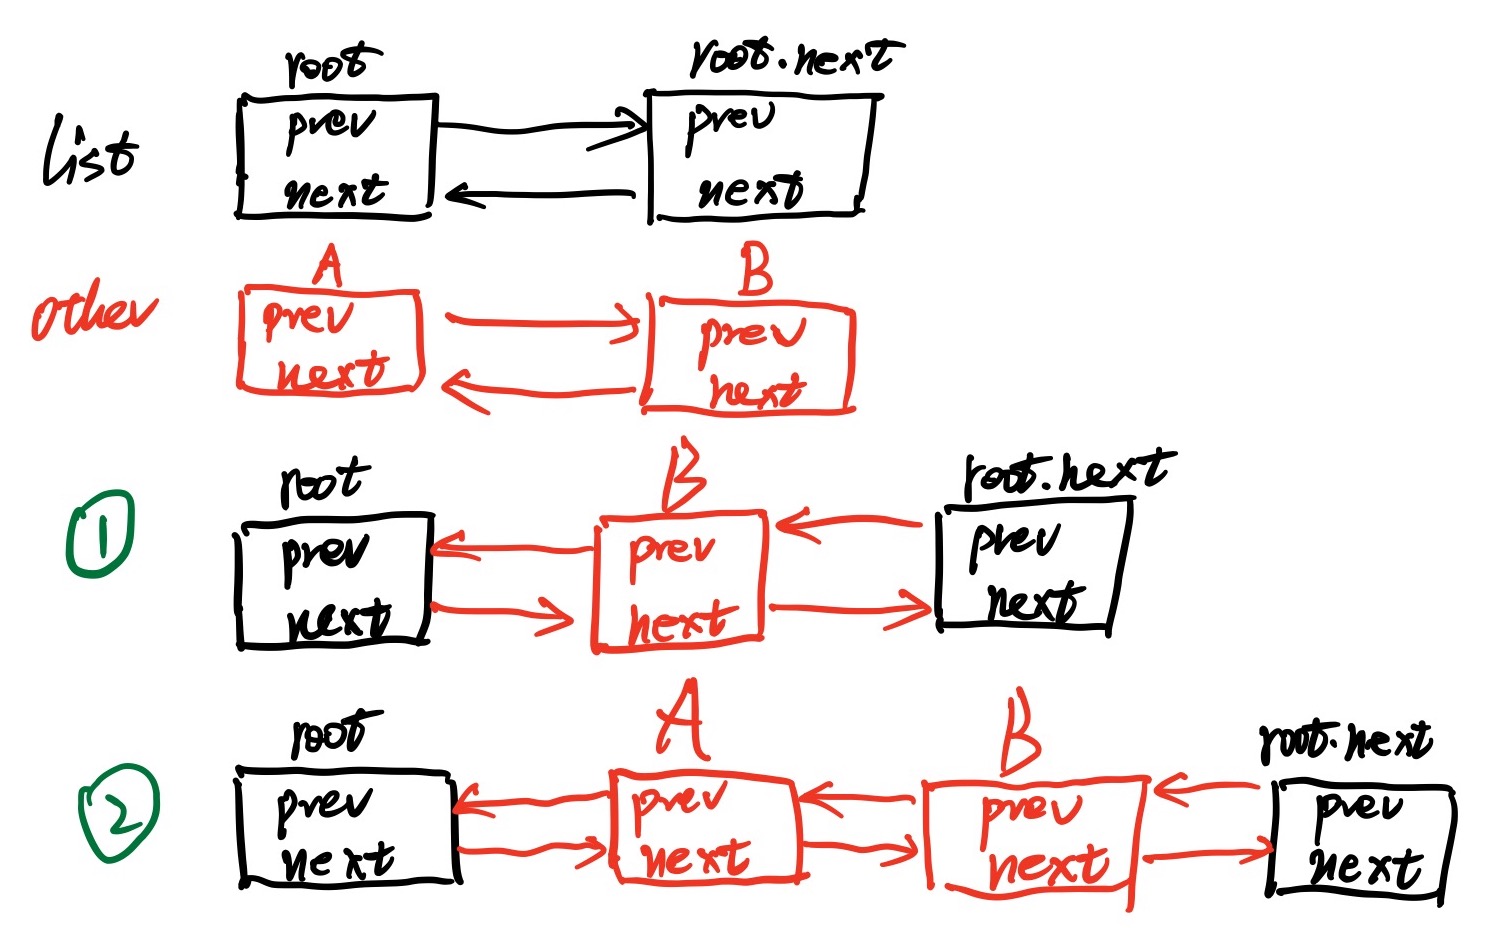 root root.next
list
prev prev
next next
A B
other
prev prev
next next
root B root.next
1
prev prev prev
next next next
root A B root.next
2
prev prev prev prev
next next next next